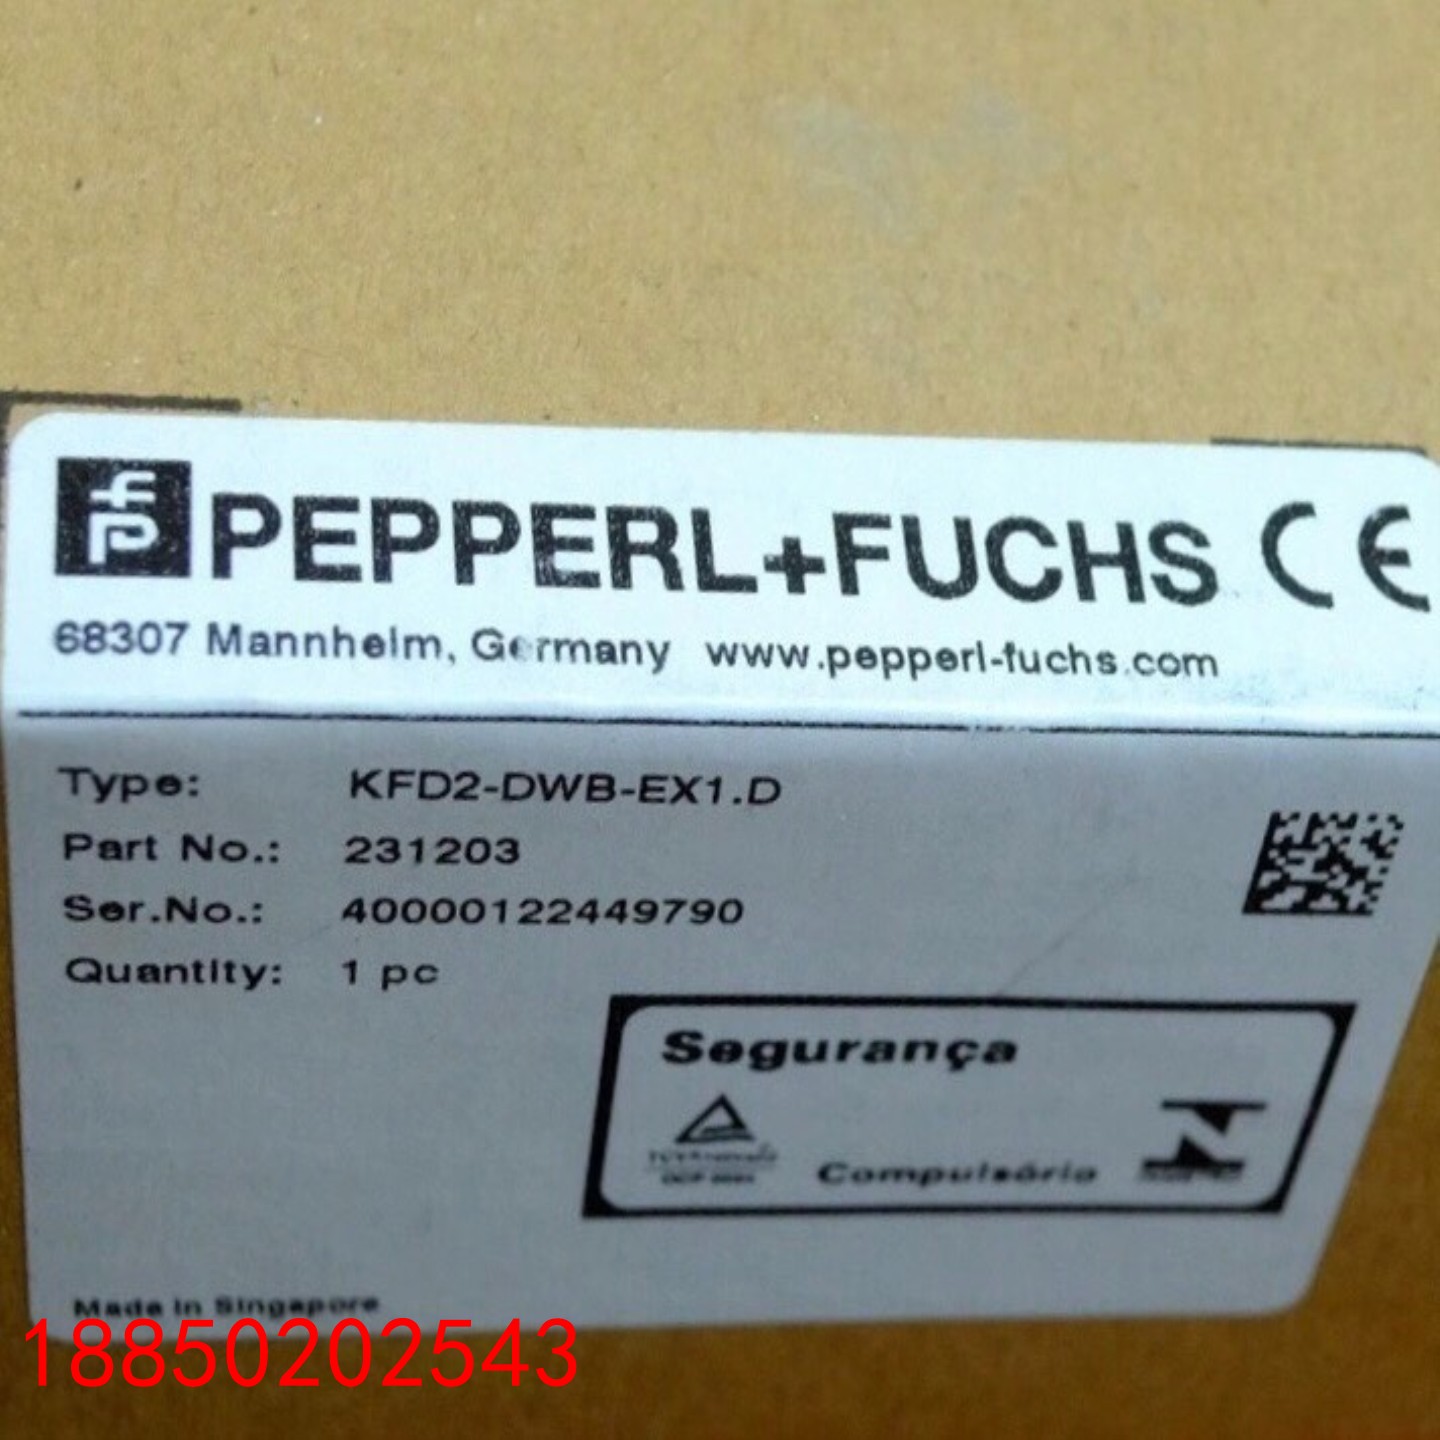 PEPPERL+FUCHS CE
68307 Mannheim, Germany www.pepperl-fuchs.com
Type: KFD2-DWB-EX1.D
Part No.: 231203
Ser.No.: 40000122449790
Quantity: 1 pc
Segurança
Compulsório
Made in Singapore
18850202543